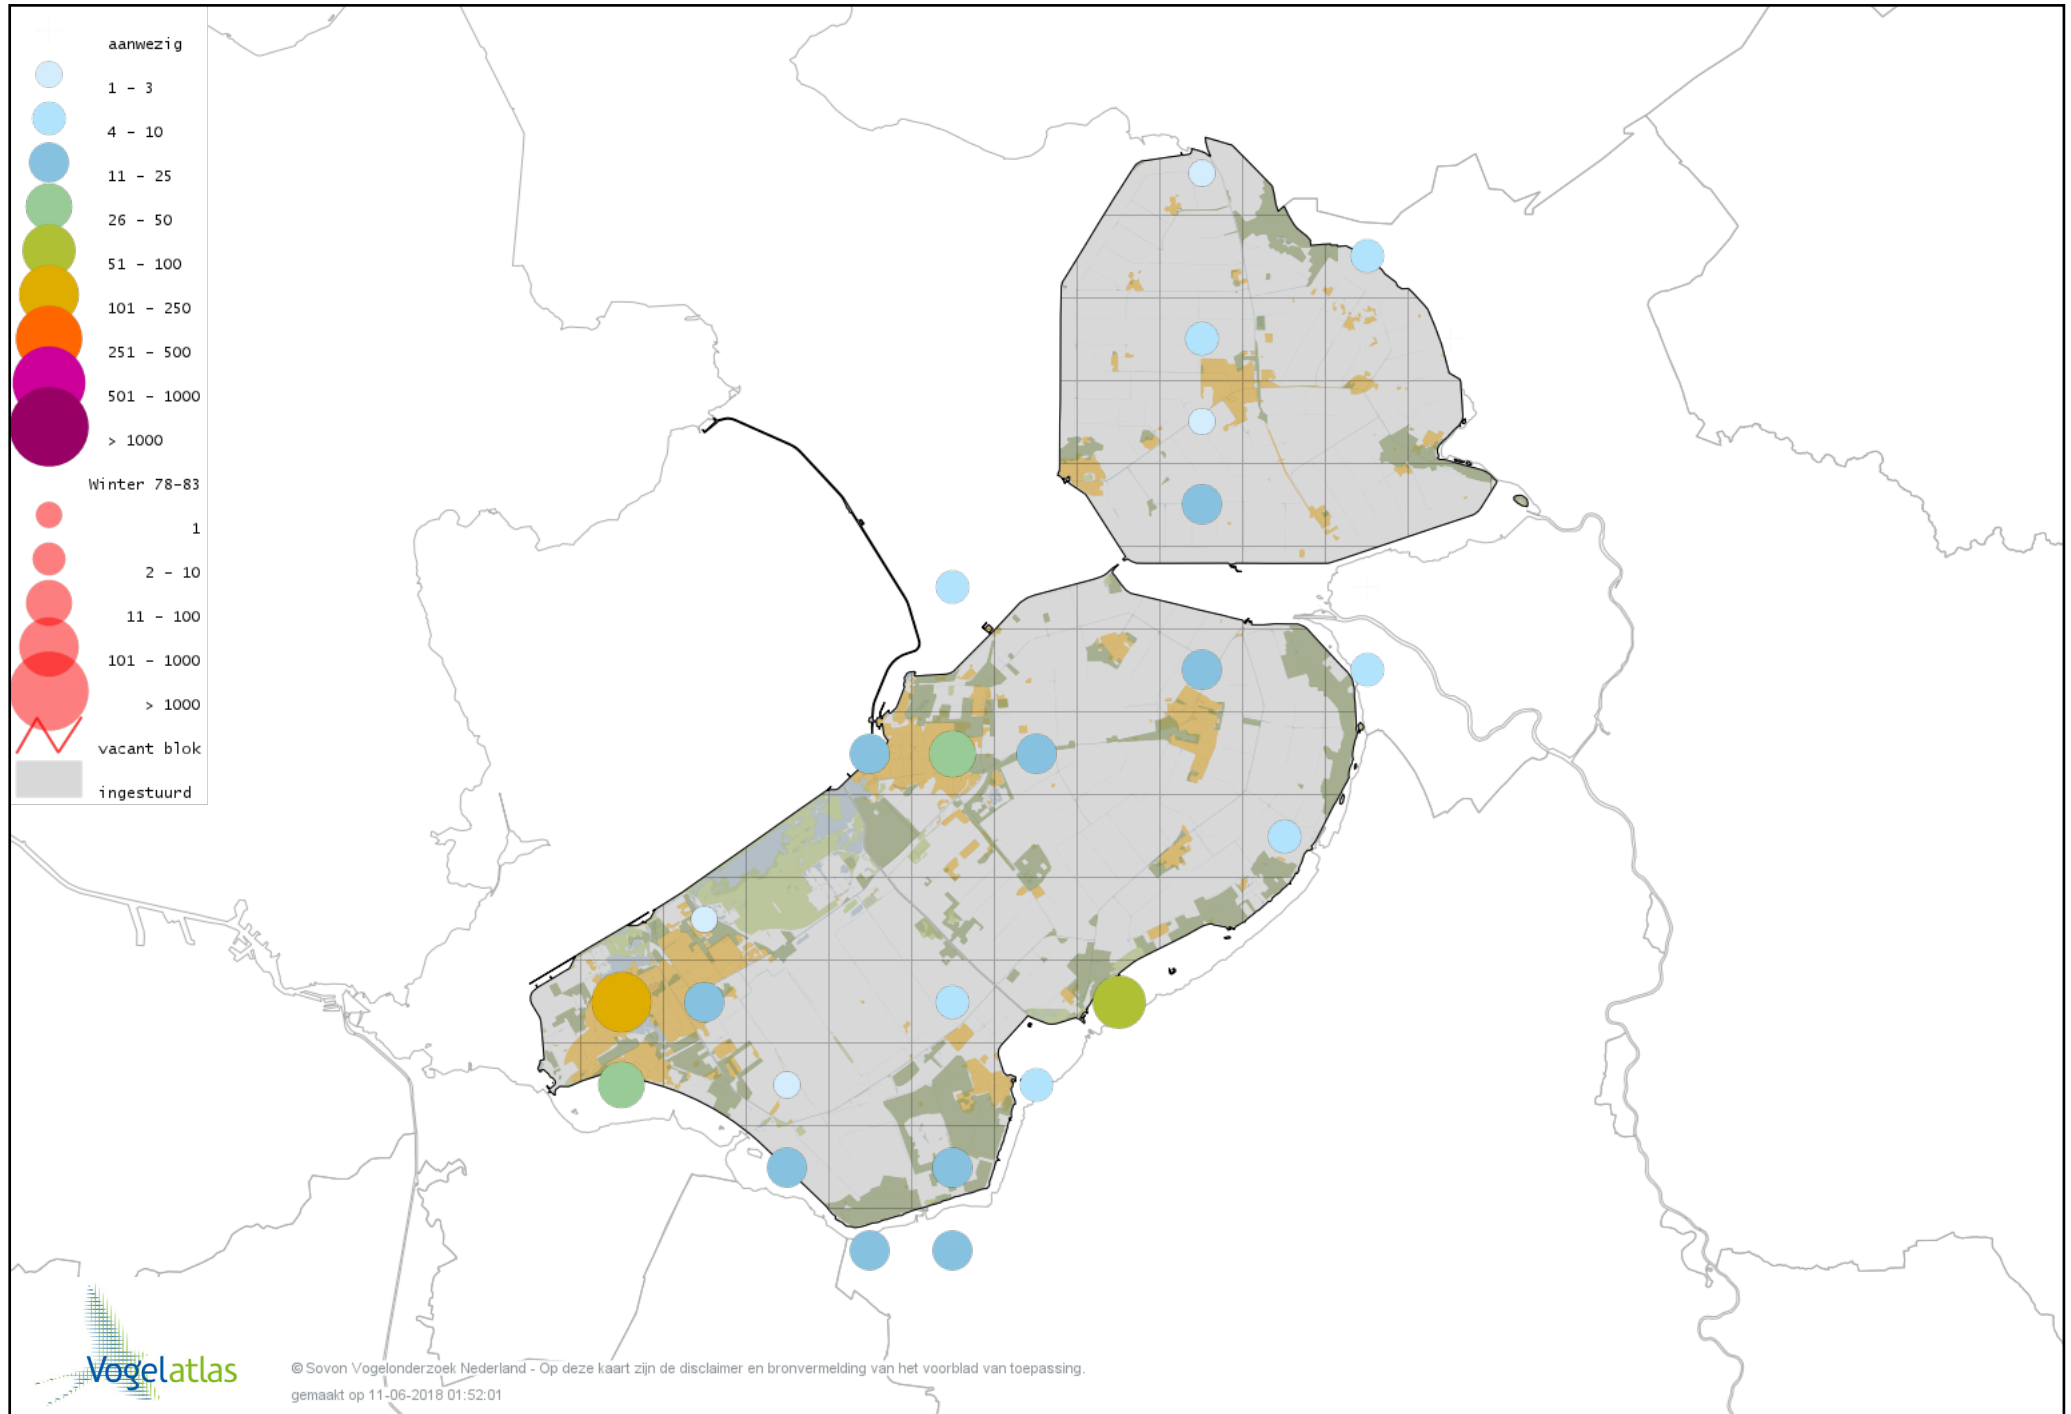 aanwezig
1 - 3
4 - 10
11 - 25
26 - 50
51 - 100
101 - 250
251 - 500
501 - 1000
> 1000
Winter 78-83
1
2 - 10
11 - 100
101 - 1000
> 1000
vacant blok
ingestuurd
Vogelatlas
© Sovon Vogelonderzoek Nederland - Op deze kaart zijn de disclaimer en bronvermelding van het voorblad van toepassing.
gemaakt op 11-06-2018 01:52:01